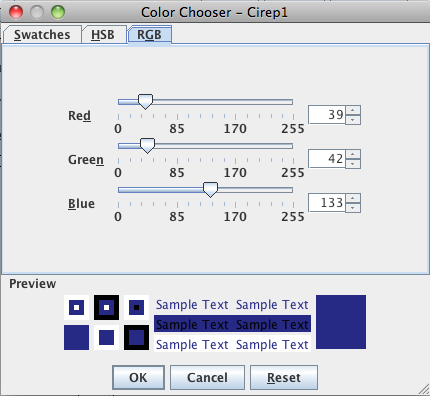 Color Chooser – Cirep1
Swatches HSB RGB
Red 39
0 85 170 255
Green 42
0 85 170 255
Blue 133
0 85 170 255
Preview
Sample Text Sample Text
Sample Text Sample Text
Sample Text Sample Text
OK Cancel Reset